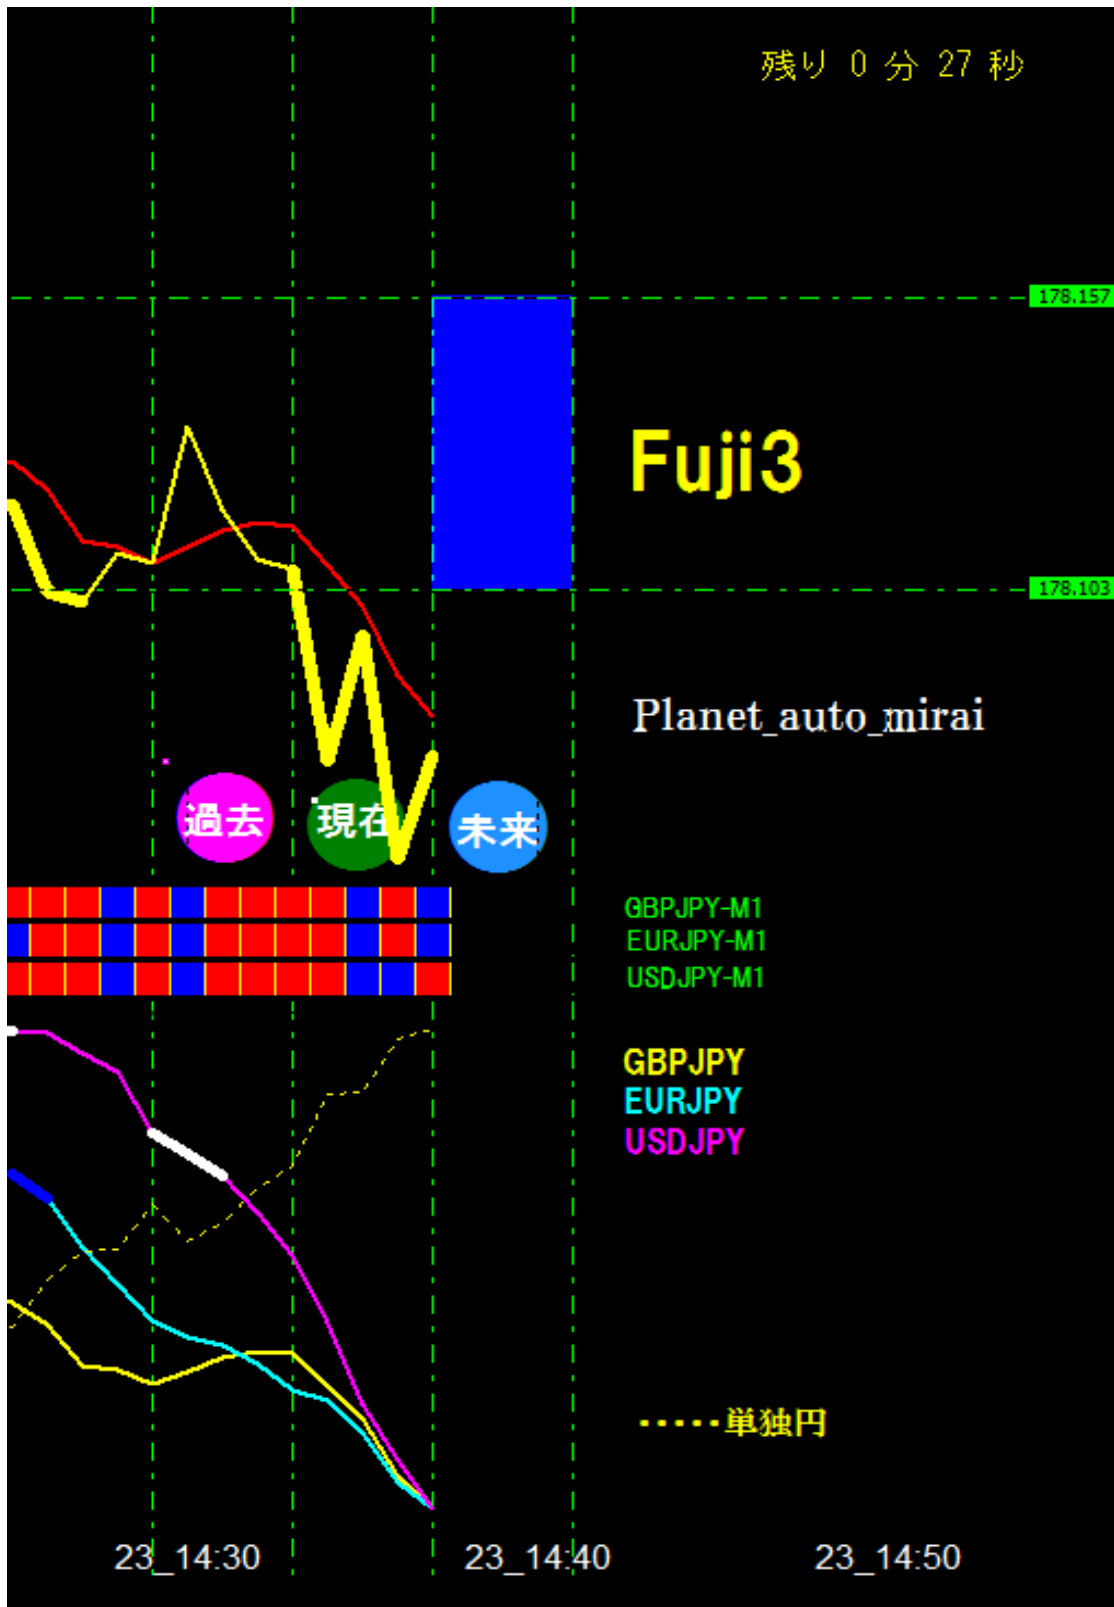 残り 0 分 27 秒
178.157
Fuji3
178.103
Planet_auto_mirai
過去 現在 未来
GBPJPY-M1
EURJPY-M1
USDJPY-M1
GBPJPY
EURJPY
USDJPY
·····単独円
23_14:30 23_14:40 23_14:50